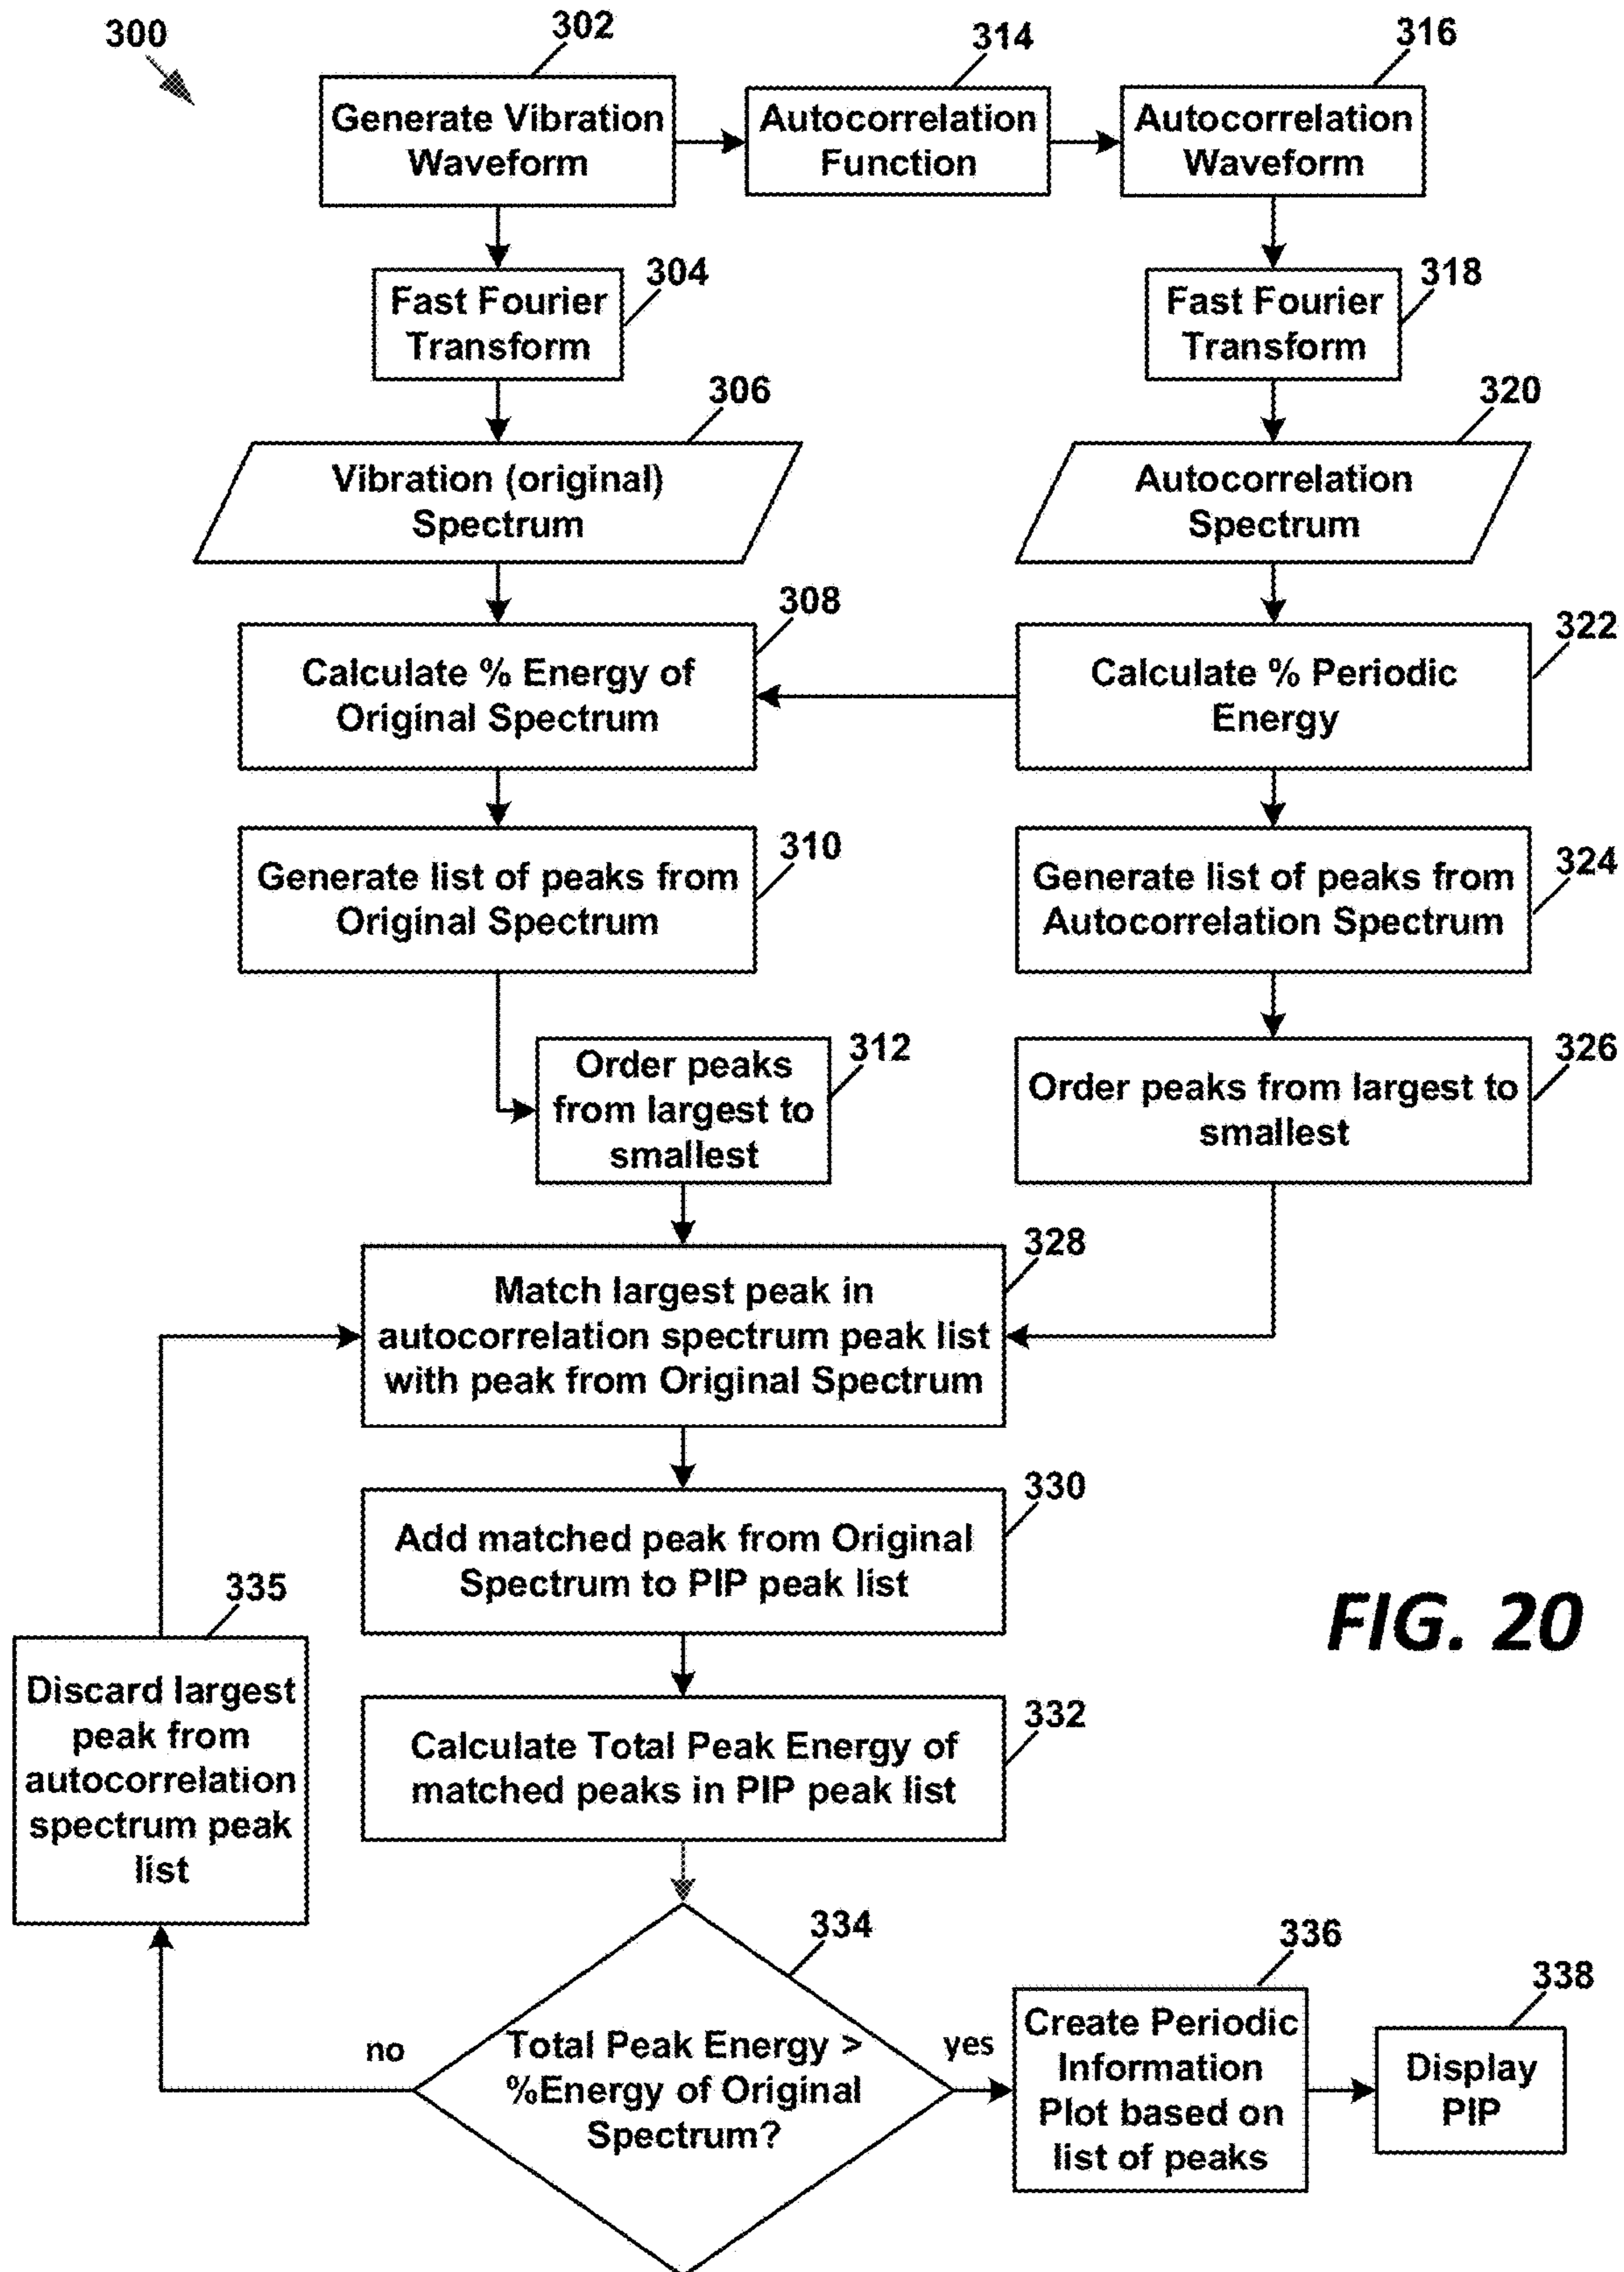 300
302
314
316
Generate Vibration
Waveform
Autocorrelation
Function
Autocorrelation
Waveform
304
318
Fast Fourier
Transform
Fast Fourier
Transform
306
320
Vibration (original)
Spectrum
Autocorrelation
Spectrum
308
322
Calculate % Energy of
Original Spectrum
Calculate % Periodic
Energy
310
324
Generate list of peaks from
Original Spectrum
Generate list of peaks from
Autocorrelation Spectrum
312
326
Order peaks
from largest to
smallest
Order peaks from largest to
smallest
328
Match largest peak in
autocorrelation spectrum peak list
with peak from Original Spectrum
330
Add matched peak from Original
Spectrum to PIP peak list
335
FIG. 20
Discard largest
peak from
autocorrelation
spectrum peak
list
332
Calculate Total Peak Energy of
matched peaks in PIP peak list
334
336
338
no
Total Peak Energy >
%Energy of Original
Spectrum?
yes
Create Periodic
Information
Plot based on
list of peaks
Display
PIP